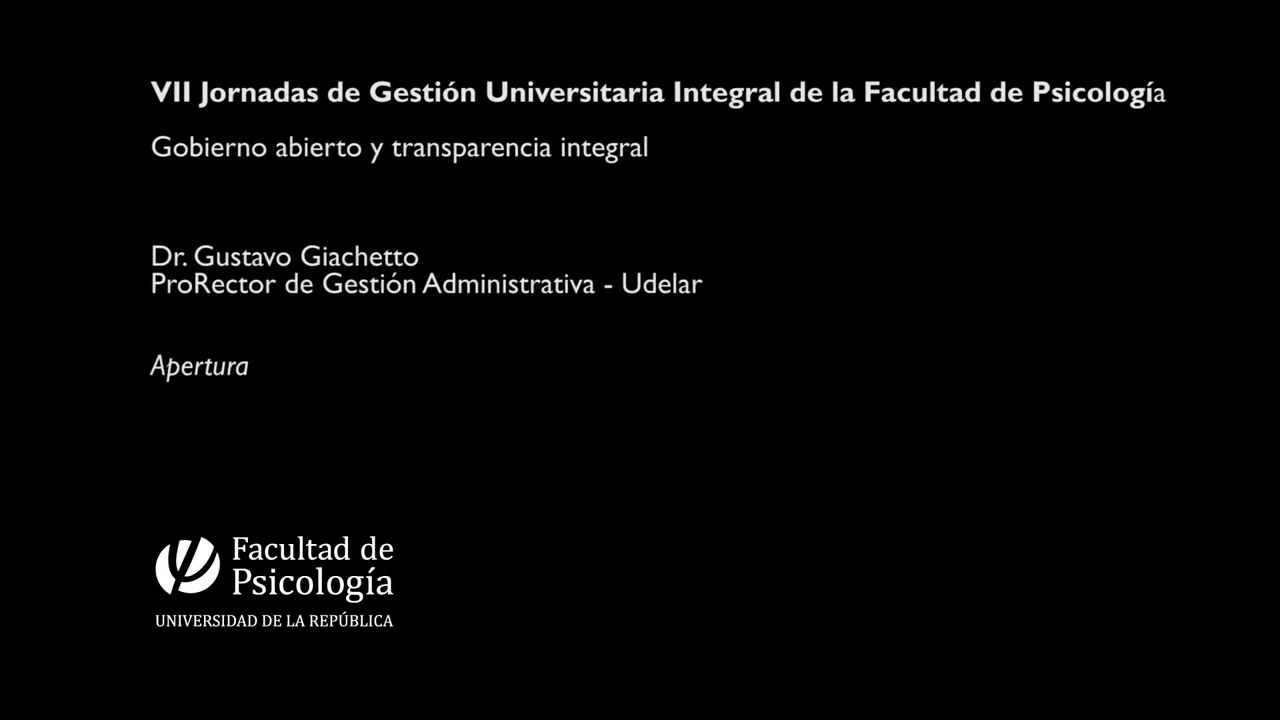 VII Jornadas de Gestión Universitaria Integral de la Facultad de Psicología
Gobierno abierto y transparencia integral
Dr. Gustavo Giachetto
ProRector de Gestión Administrativa - Udelar
Apertura
Facultad de
Psicología
UNIVERSIDAD DE LA REPÚBLICA